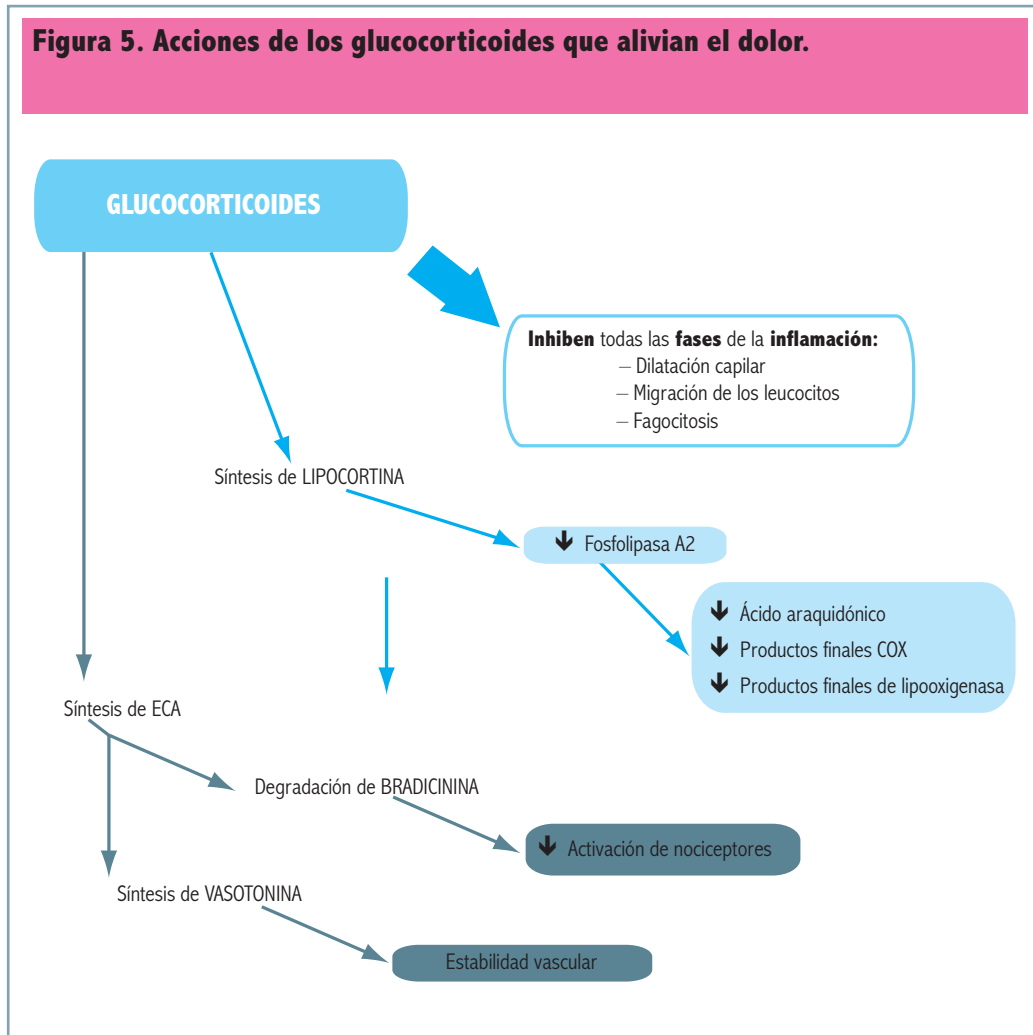 Figura 5. Acciones de los glucocorticoides que alivian el dolor.
GLUCOCORTICOIDES
Inhiben todas las fases de la inflamación:
– Dilatación capilar
– Migración de los leucocitos
– Fagocitosis
Síntesis de LIPOCORTINA
Fosfolipasa A2
Ácido araquidónico
Productos finales COX
Productos finales de lipooxigenasa
Síntesis de ECA
Degradación de BRADICININA
Activación de nociceptores
Síntesis de VASOTONINA
Estabilidad vascular